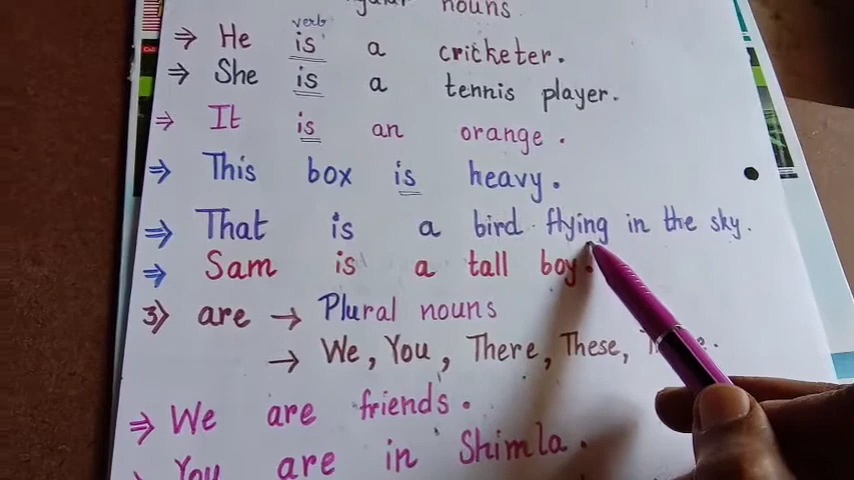 nouns
verb
⇒ He is a cricketer.
⇒ She is a tennis player.
⇒ It is an orange.
⇒ This box is heavy.
⇒ That is a bird flying in the sky.
⇒ Sam is a tall boy.
3) are → Plural nouns
→ We, You, There, These,
⇒ We are friends.
You are in Shimla.